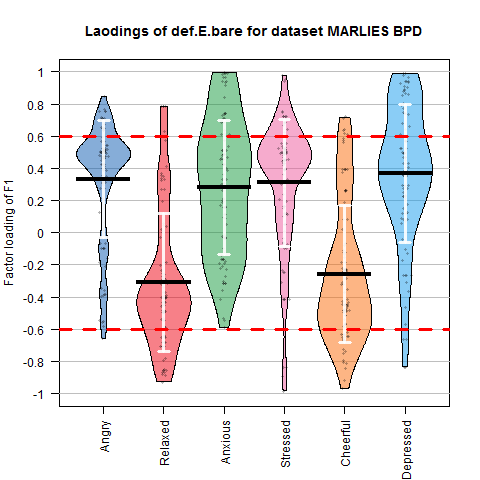 Laodings of def.E.bare for dataset MARLIES BPD
Factor loading of F1
1
0.8
0.6
0.4
0.2
0
-0.2
-0.4
-0.6
-0.8
-1
Angry
Relaxed
Anxious
Stressed
Cheerful
Depressed